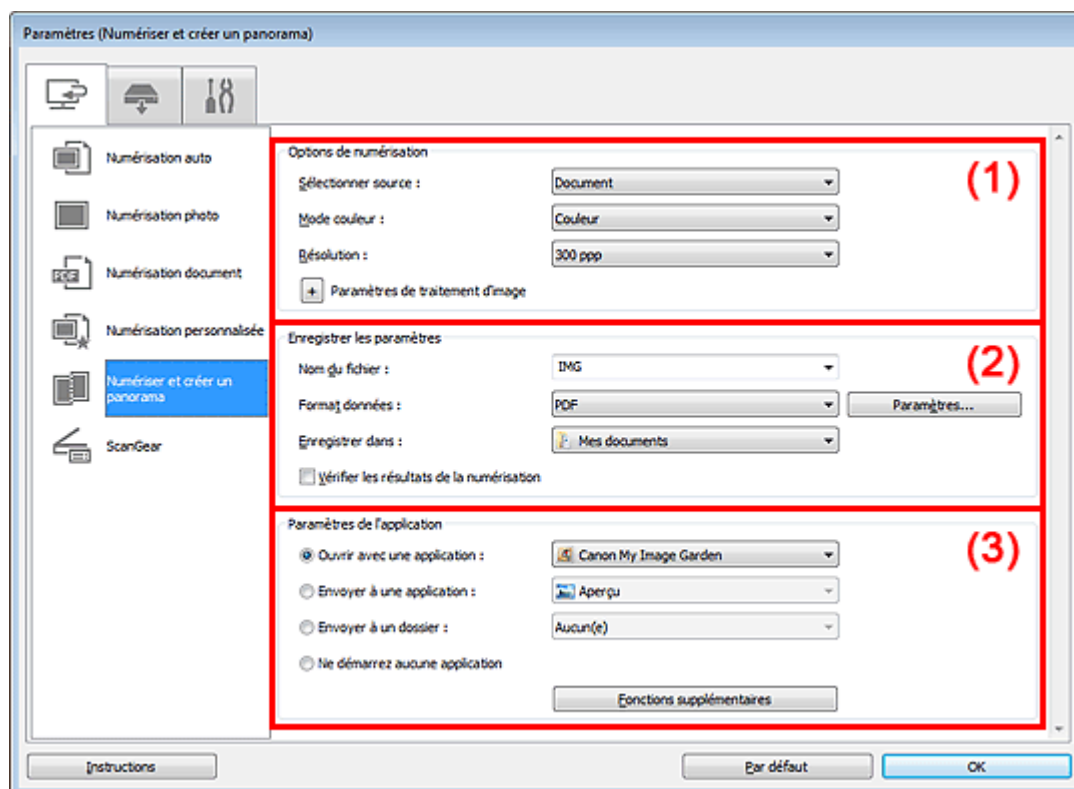 Paramètres (Numériser et créer un panorama)
Numérisation auto
Numérisation photo
PDF
Numérisation document
Numérisation personnalisée
Numériser et créer un
panorama
ScanGear
Options de numérisation
(1)
Sélectionner source : Document
Mode couleur : Couleur
Résolution : 300 ppp
+ Paramètres de traitement d'image
Enregistrer les paramètres
(2)
Nom du fichier : IMG
Format données : PDF Paramètres...
Enregistrer dans : Mes documents
Vérifier les résultats de la numérisation
Paramètres de l'application
(3)
Ouvrir avec une application : Canon My Image Garden
Envoyer à une application : Aperçu
Envoyer à un dossier : Aucun(e)
Ne démarrez aucune application
Fonctions supplémentaires
Instructions Par défaut OK